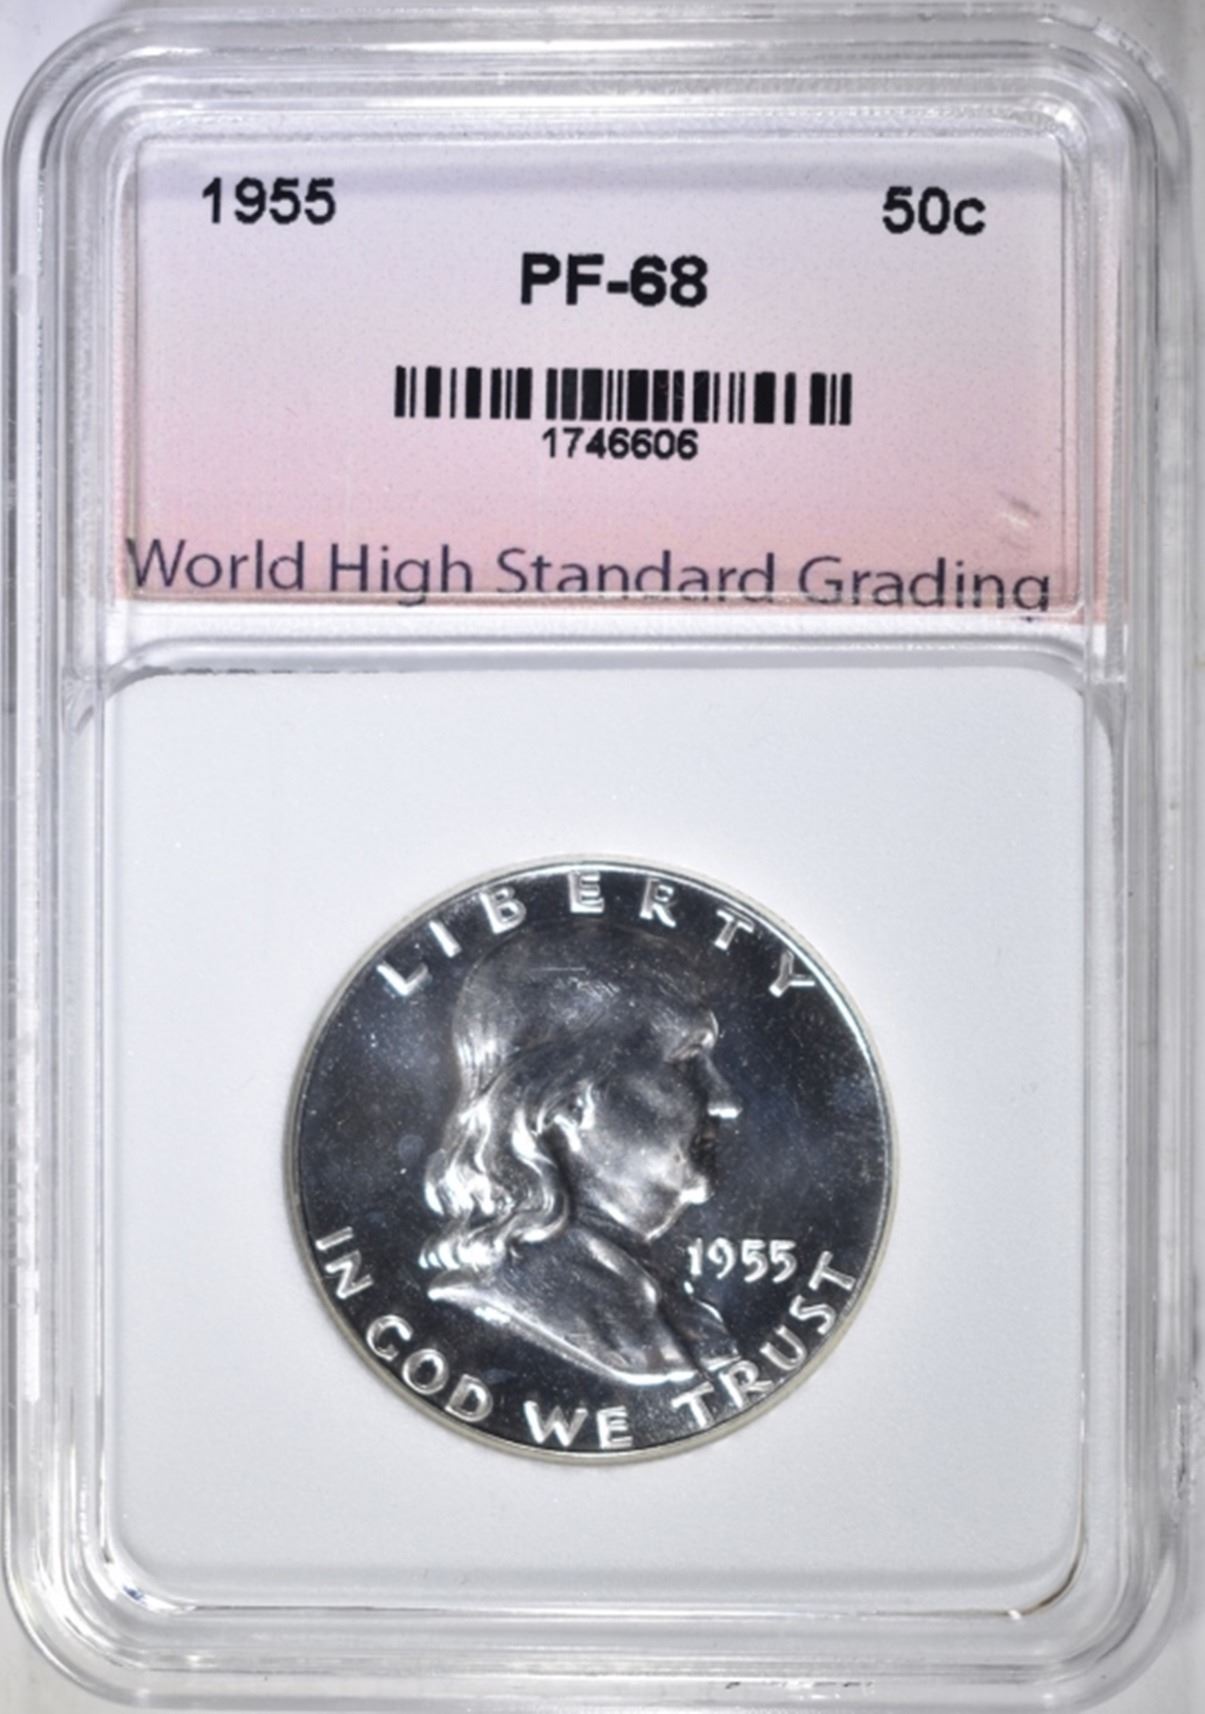 1955 50c
PF-68
1746606
World High Standard Grading
LIBERTY
1955
IN GOD WE TRUST